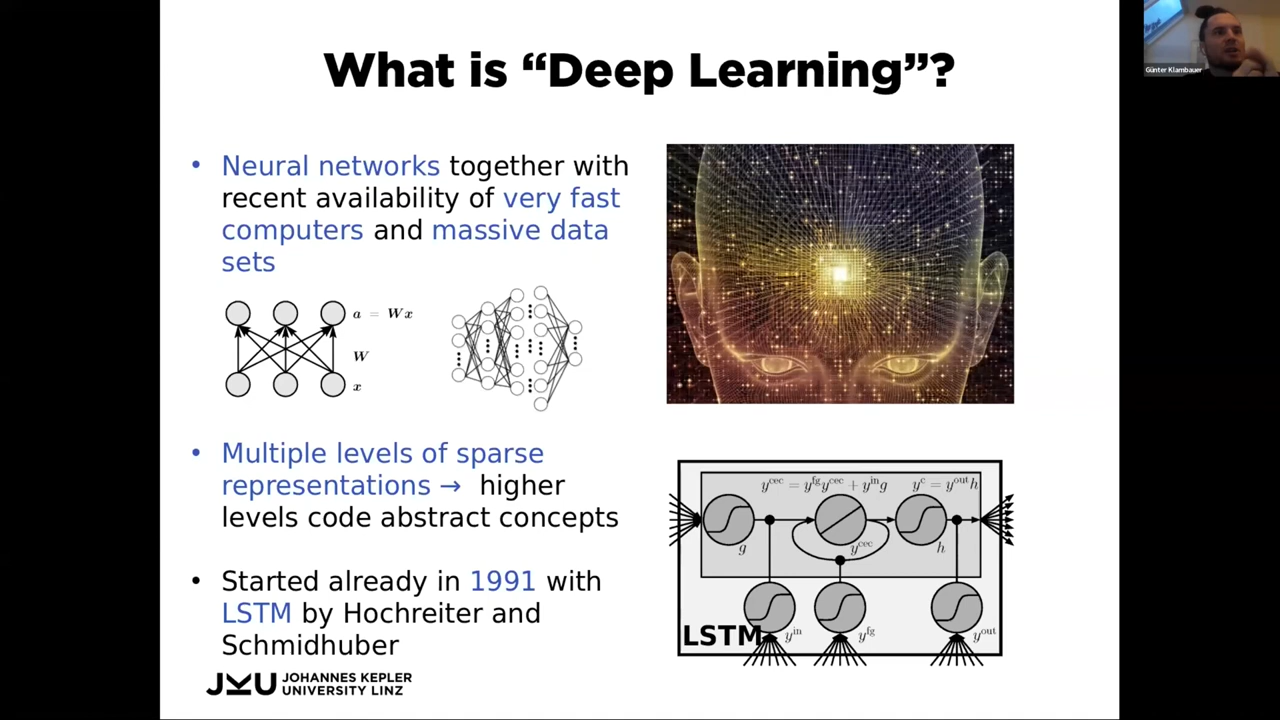 What is “Deep Learning”?
Günter Klambauer
• Neural networks together with
recent availability of very fast
computers and massive data
sets
a = Wx
W
x
• Multiple levels of sparse
representations → higher
levels code abstract concepts
• Started already in 1991 with
LSTM by Hochreiter and
Schmidhuber
y^cec = y^fg y^cec + y^in g
y^c = y^out h
g
y^cec
h
LSTM
y^in
y^fg
y^out
JKU
JOHANNES KEPLER
UNIVERSITY LINZ